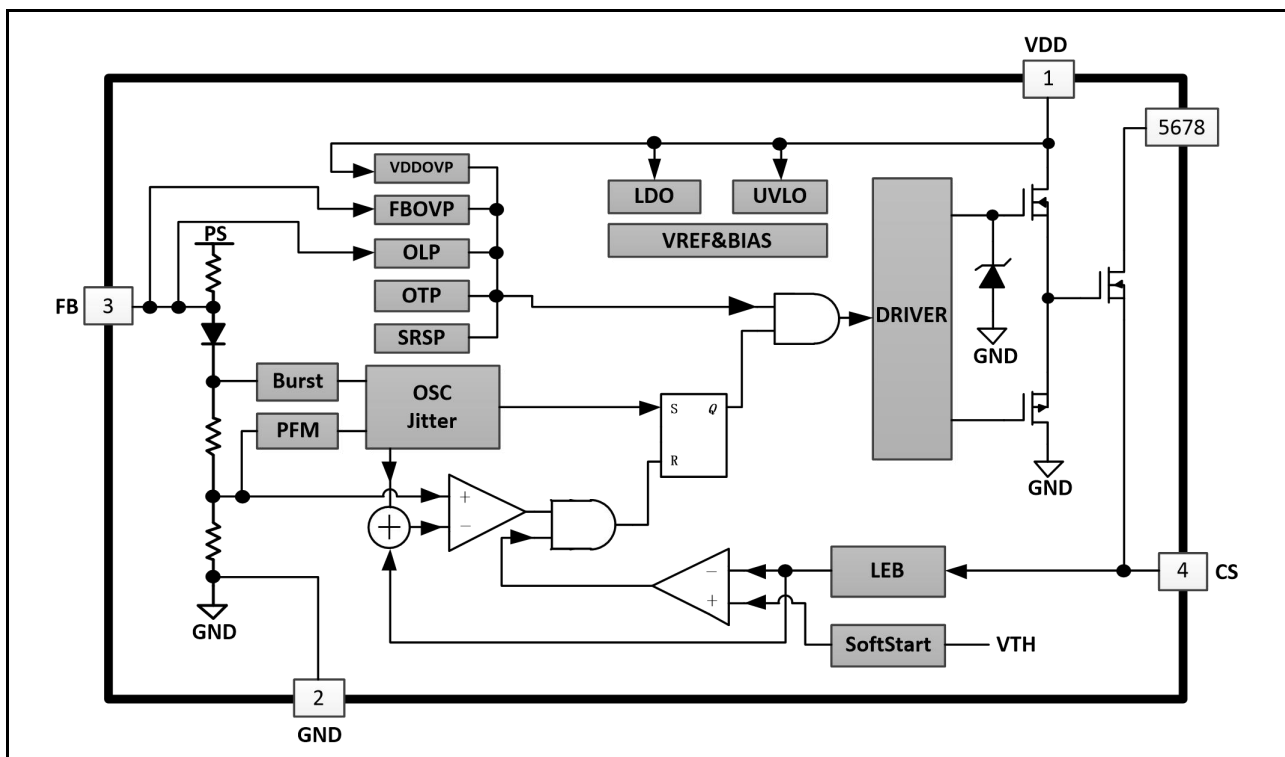 VDD
1
5678
VDDOVP
FBOVP
OLP
OTP
SRSP
LDO
UVLO
VREF&BIAS
PS
FB
3
DRIVER
GND
Burst
PFM
OSC
Jitter
S
Q
R
GND
+
−
+
−
+
LEB
4
CS
SoftStart
VTH
GND
2
GND